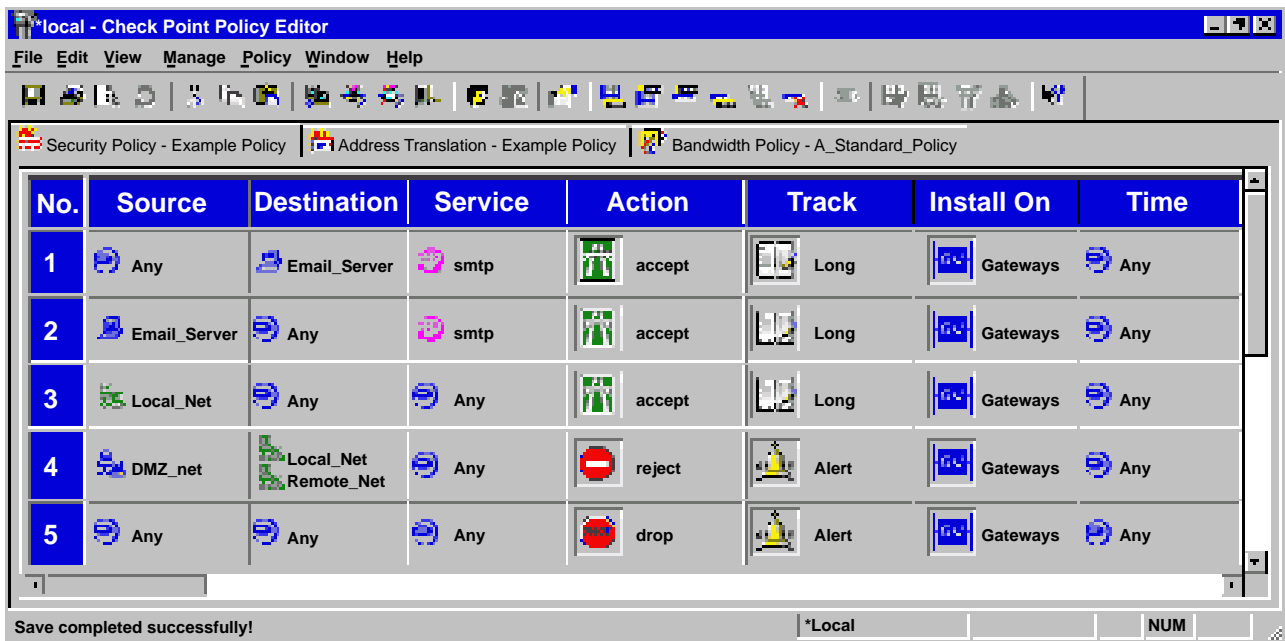 *local - Check Point Policy Editor
File Edit View Manage Policy Window Help
Security Policy - Example Policy Address Translation - Example Policy Bandwidth Policy - A_Standard_Policy
No. Source Destination Service Action Track Install On Time
1 Any Email_Server smtp accept Long Gateways Any
2 Email_Server Any smtp accept Long Gateways Any
3 Local_Net Any Any accept Long Gateways Any
4 DMZ_net Local_Net Remote_Net Any reject Alert Gateways Any
5 Any Any Any drop Alert Gateways Any
Save completed successfully! *Local NUM